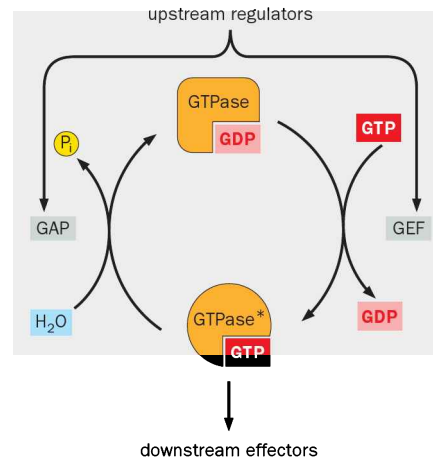 upstream regulators
GTPase
GDP
GTP
Pi
GAP
GEF
H2O
GTPase*
GTP
GDP
downstream effectors